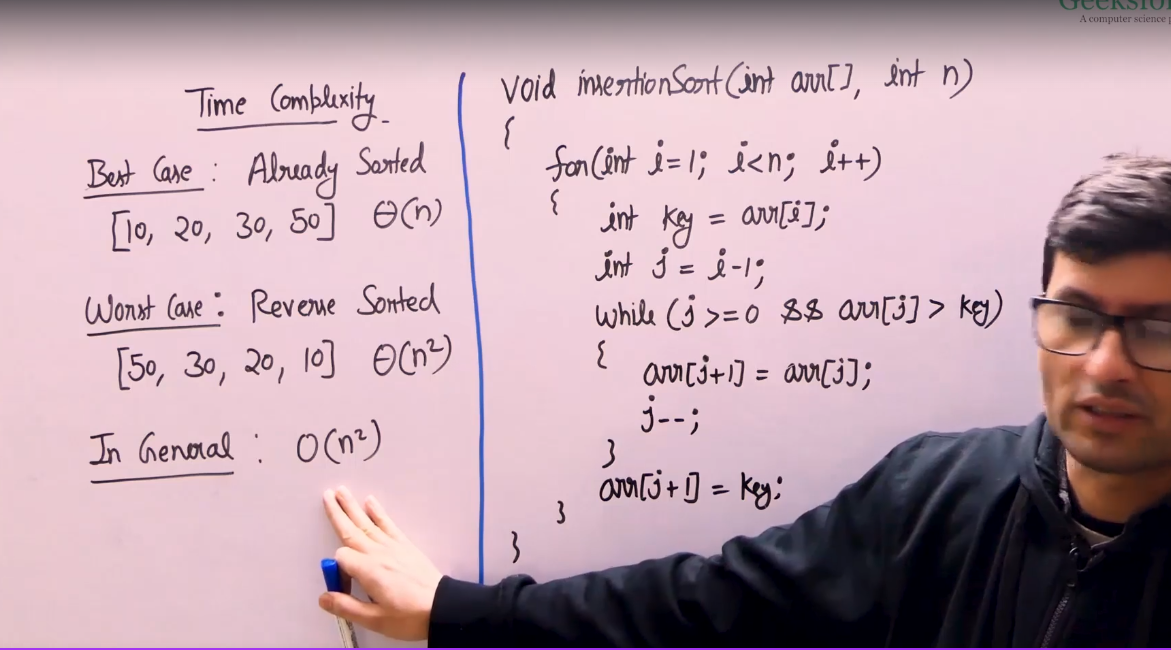 A computer science
Time Complexity
Best Case : Already Sorted
[10, 20, 30, 50] Θ(n)
Worst Case : Reverse Sorted
[50, 30, 20, 10] Θ(n²)
In General : O(n²)
void insertionSort(int arr[], int n)
{
for(int i=1; i<n; i++)
{
int key = arr[i];
int j = i-1;
while (j >=0 && arr[j] > key)
{
arr[j+1] = arr[j];
j--;
}
arr[j+1] = key;
}
}